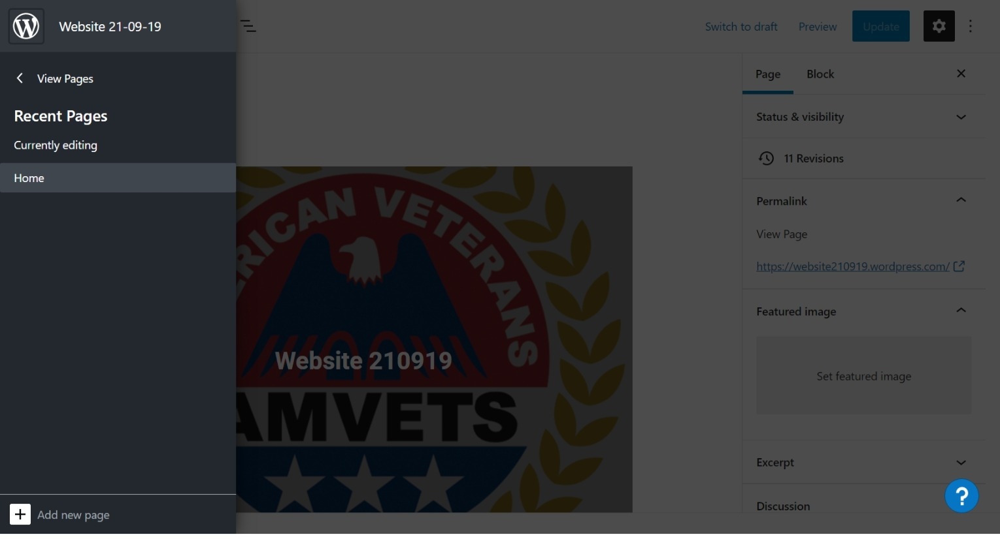 Website 21-09-19
Switch to draft
Preview
Update
View Pages
Recent Pages
Currently editing
Home
Add new page
RICAN VETERANS
Website 210919
AMVETS
Page
Block
Status & visibility
11 Revisions
Permalink
View Page
https://website210919.wordpress.com/
Featured image
Set featured image
Excerpt
Discussion
?